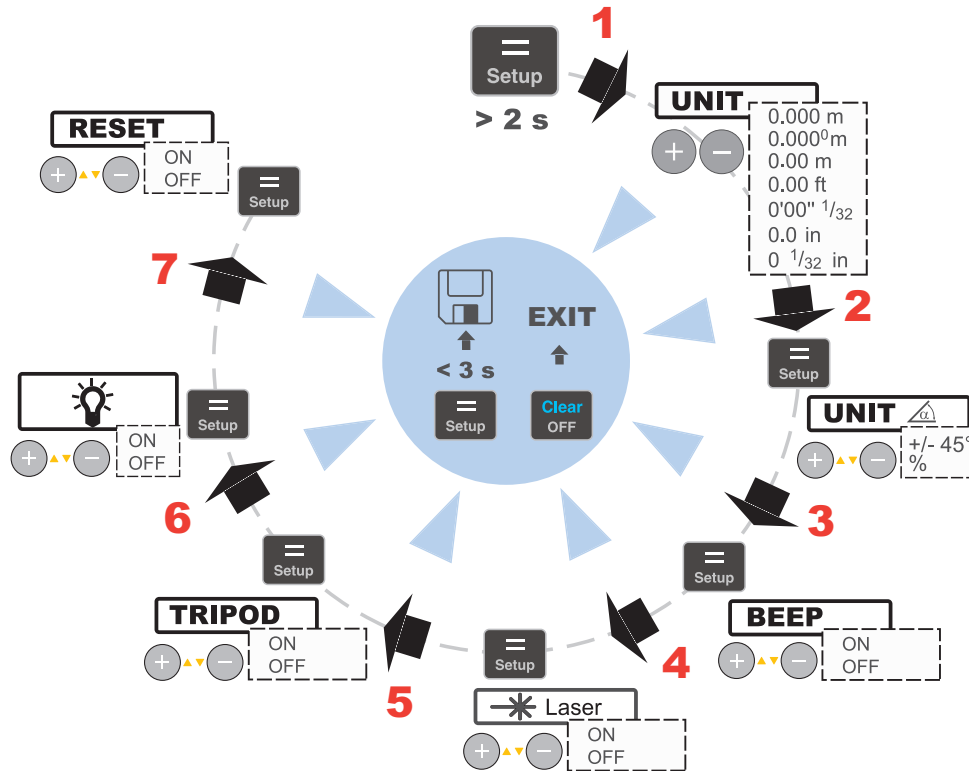 1
=
Setup
> 2 s
UNIT
+ −
0.000 m
0.000⁰m
0.00 m
0.00 ft
0'00" 1/32
0.0 in
0 1/32 in
2
=
Setup
UNIT α
+ −
+/- 45°
%
3
=
Setup
BEEP
+ −
ON
OFF
4
=
Setup
Laser
+ −
ON
OFF
5
=
Setup
TRIPOD
+ −
ON
OFF
6
=
Setup
+ −
ON
OFF
7
=
Setup
RESET
+ −
ON
OFF
< 3 s
=
Setup
EXIT
Clear
OFF